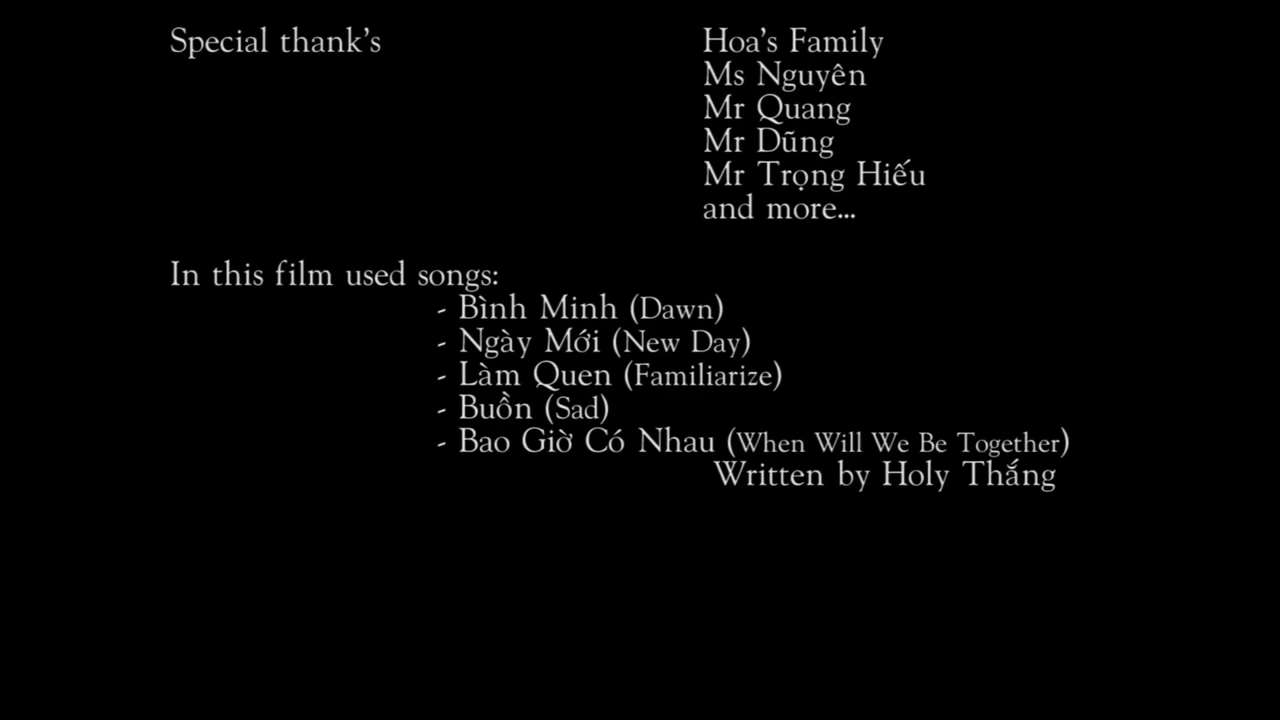 Special thank's Hoa's Family
Ms Nguyên
Mr Quang
Mr Dũng
Mr Trọng Hiếu
and more...
In this film used songs:
- Bình Minh (Dawn)
- Ngày Mới (New Day)
- Làm Quen (Familiarize)
- Buồn (Sad)
- Bao Giờ Có Nhau (When Will We Be Together)
Written by Holy Thắng